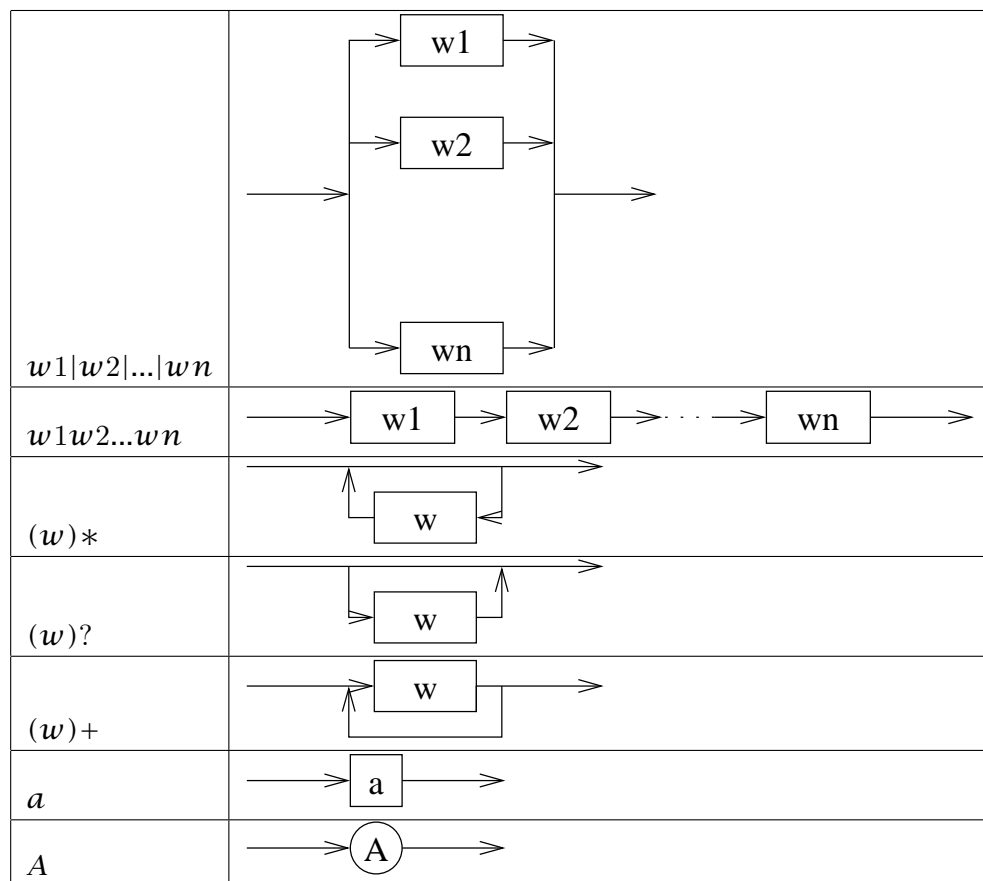 w1
w2
wn
w1|w2|...|wn
w1 w2 . . . wn
w1w2...wn
w
(w)*
w
(w)?
w
(w)+
a
a
A
A